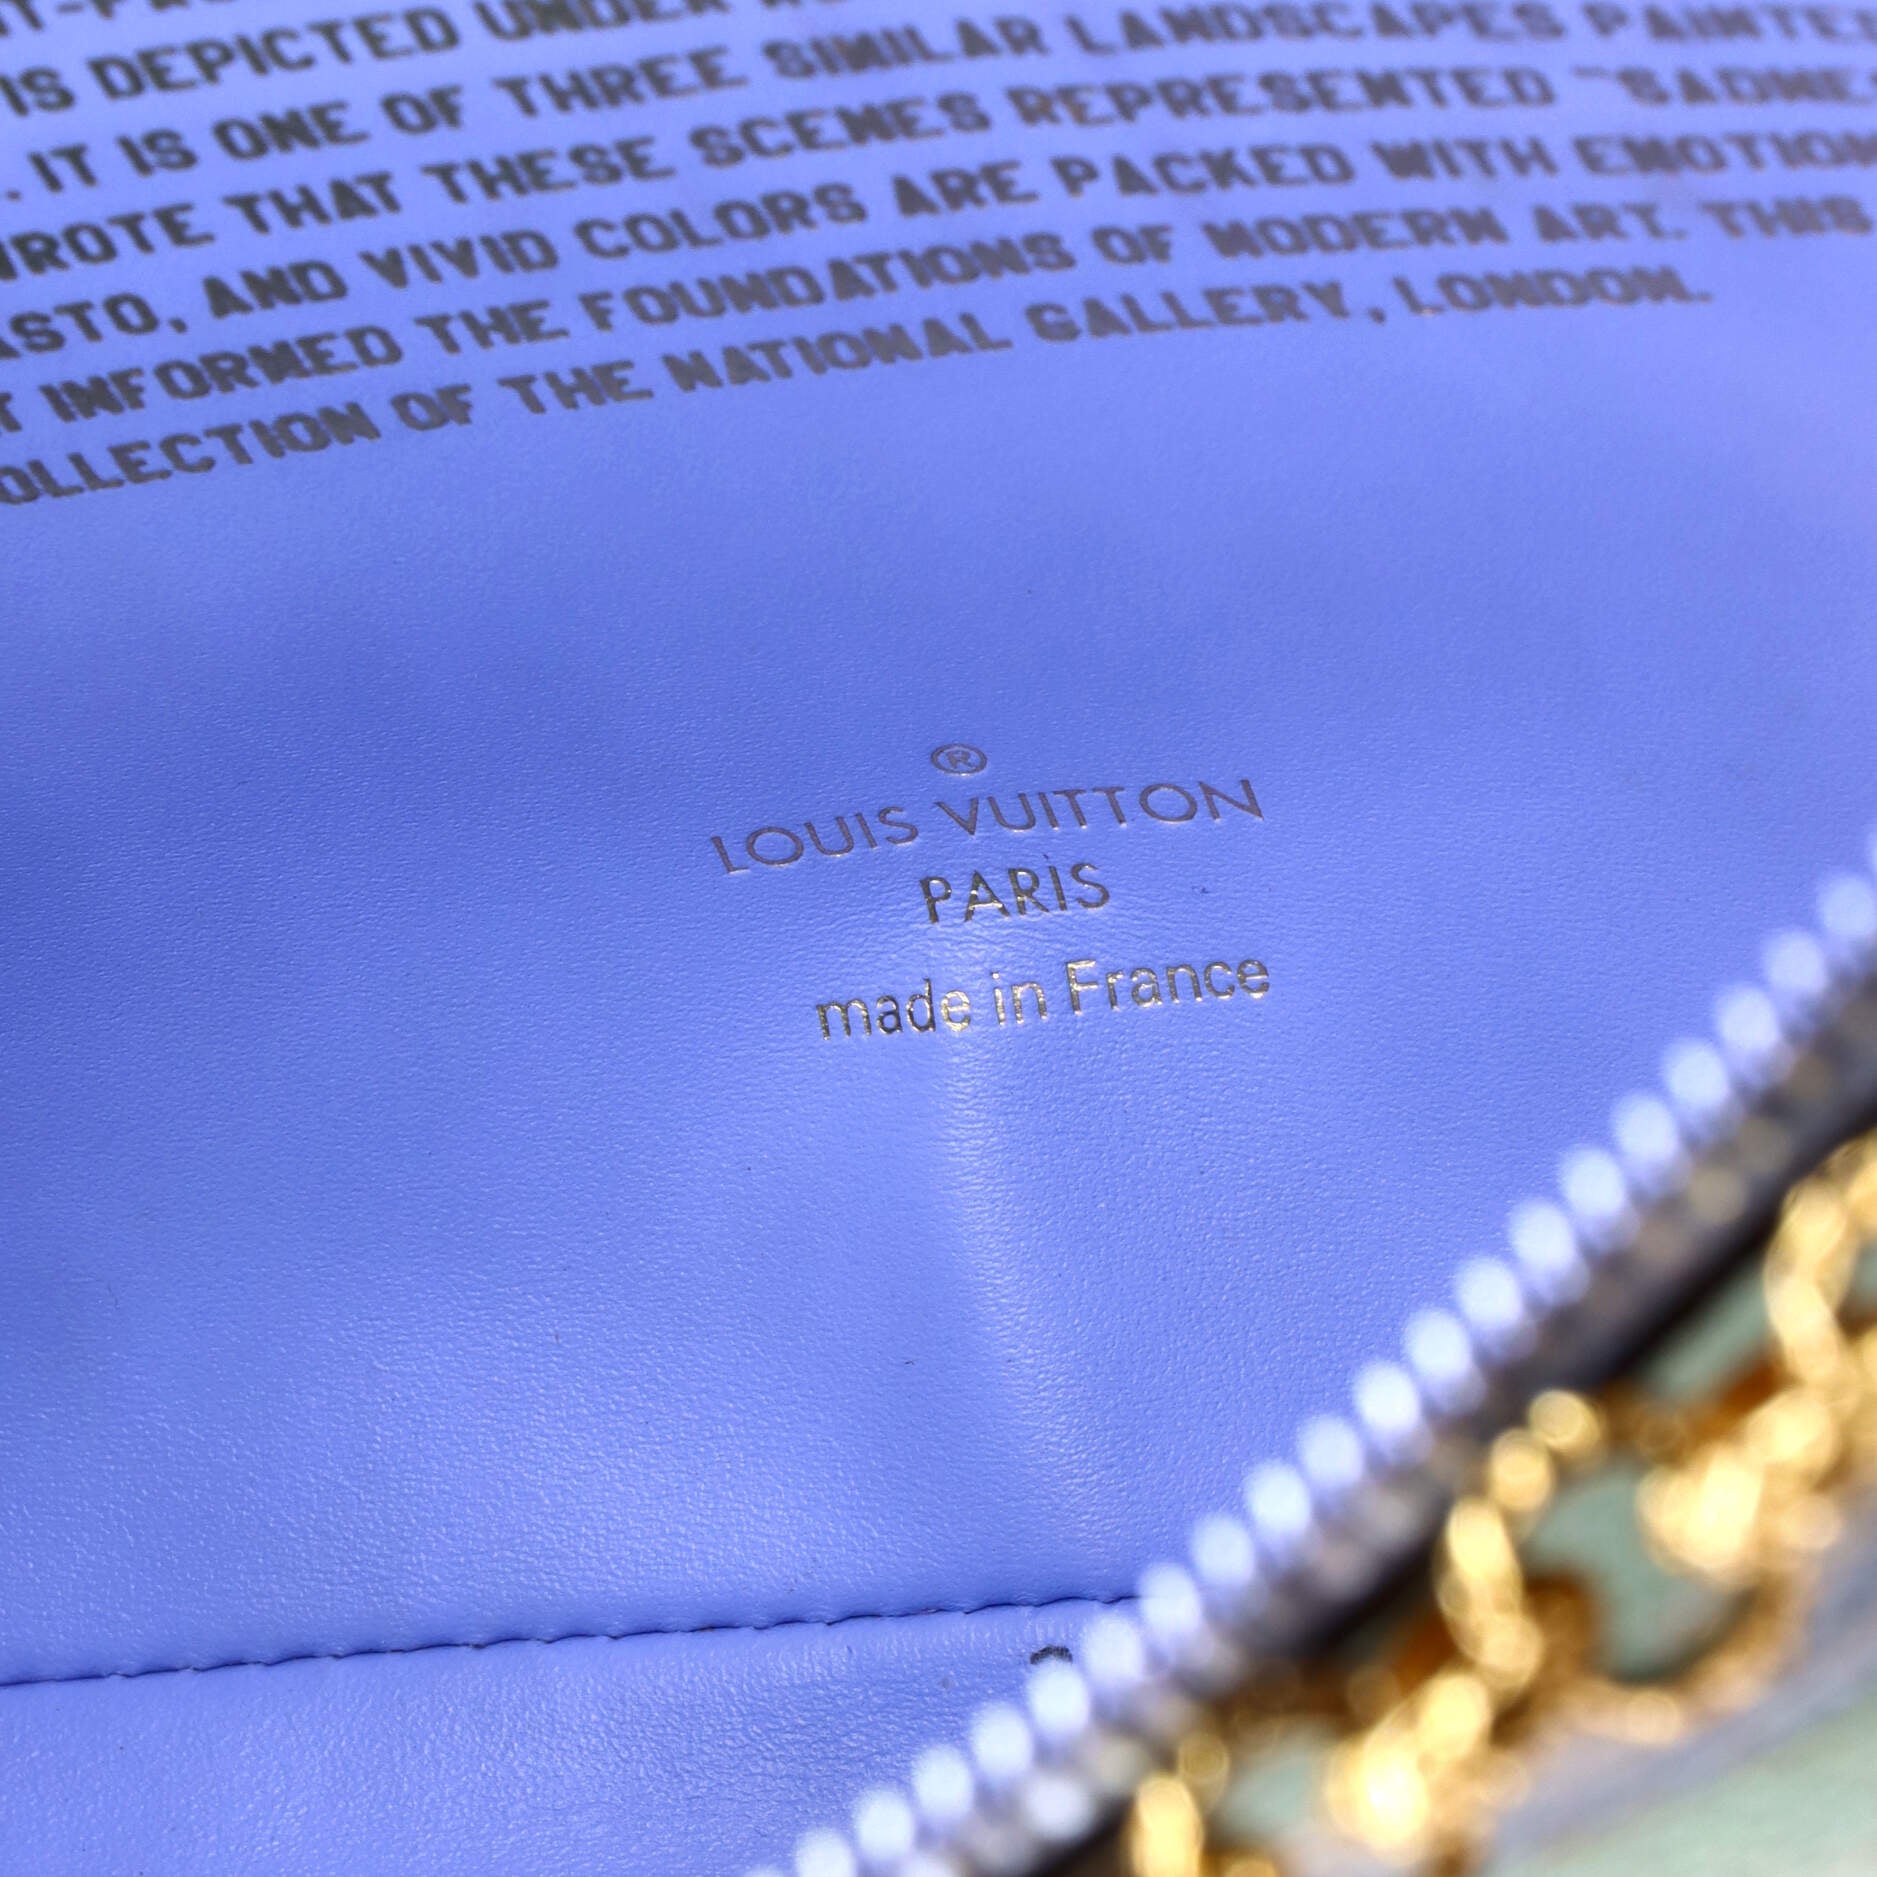 IS DEPICTED UNDER
. IT IS ONE OF THREE SIMILAR LANDSCAPES PAINTED
WROTE THAT THESE SCENES REPRESENTED "SADNES
ASTO, AND VIVID COLORS ARE PACKED WITH EMOTION
T INFORMED THE FOUNDATIONS OF MODERN ART. THIS
OLLECTION OF THE NATIONAL GALLERY, LONDON.
®
LOUIS VUITTON
PARIS
made in France